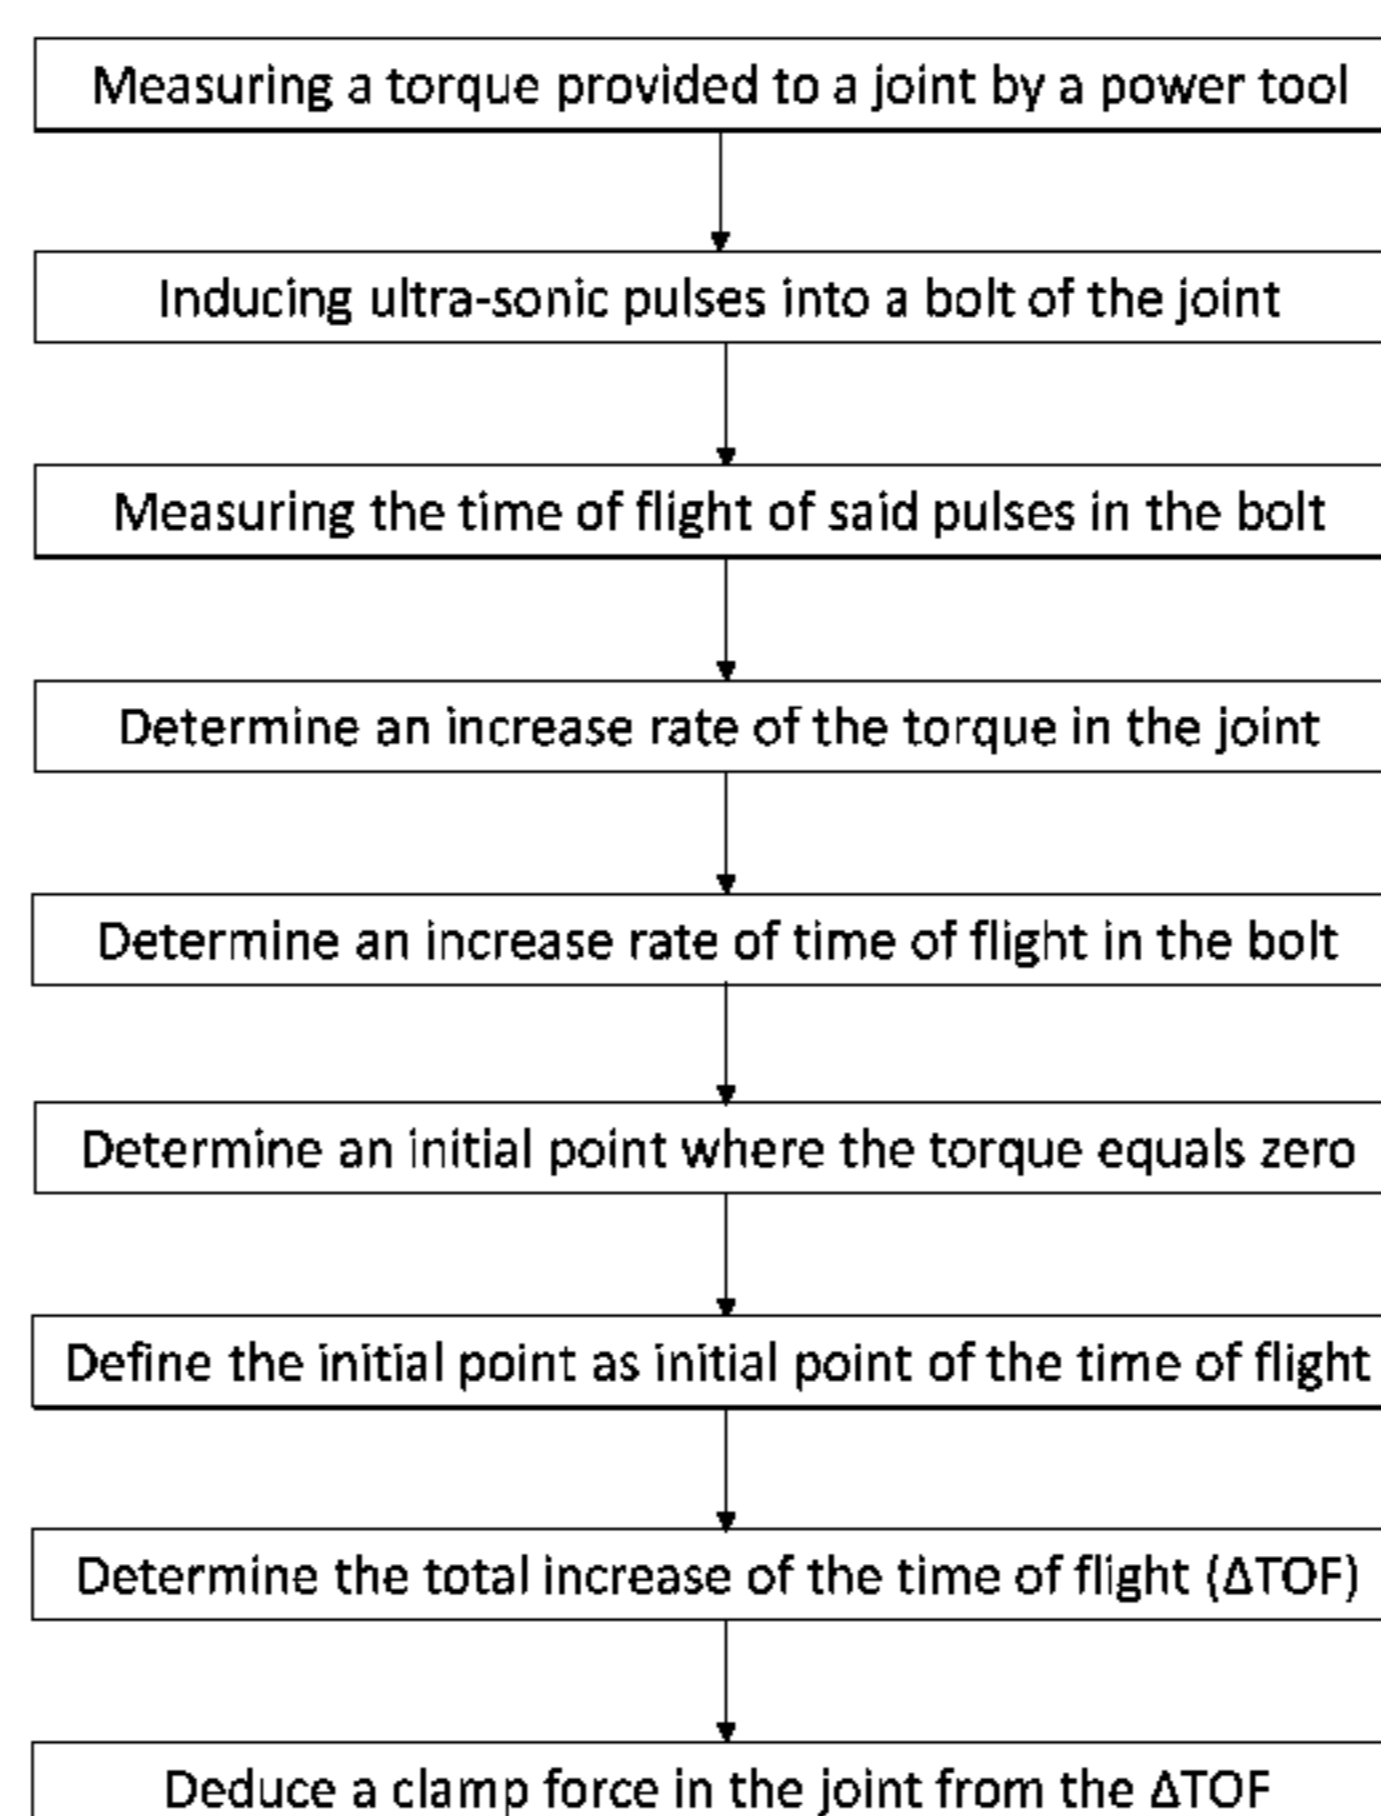 Measuring a torque provided to a joint by a power tool
Inducing ultra-sonic pulses into a bolt of the joint
Measuring the time of flight of said pulses in the bolt
Determine an increase rate of the torque in the joint
Determine an increase rate of time of flight in the bolt
Determine an initial point where the torque equals zero
Define the initial point as initial point of the time of flight
Determine the total increase of the time of flight (ΔTOF)
Deduce a clamp force in the joint from the ΔTOF